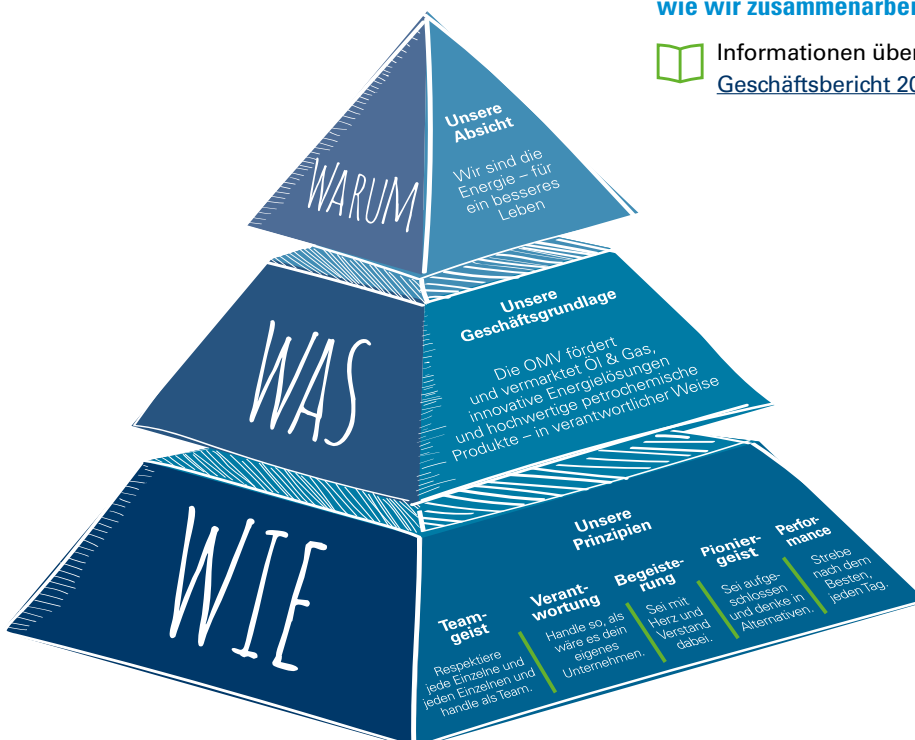 wie wir zusammenarbei
Informationen über
Geschäftsbericht 20
WARUM
Unsere
Absicht
Wir sind die
Energie – für
ein besseres
Leben
WAS
Unsere
Geschäftsgrundlage
Die OMV fördert
und vermarktet Öl & Gas,
innovative Energielösungen
und hochwertige petrochemische
Produkte – in verantwortlicher Weise
WIE
Unsere
Prinzipien
Team-
geist
Respektiere
jede Einzelne und
jeden Einzelnen und
handle als Team.
Verant-
wortung
Handle so, als
wäre es dein
eigenes
Unternehmen.
Begeiste-
rung
Sei mit
Herz und
Verstand
dabei.
Pionier-
geist
Sei aufge-
schlossen
und denke in
Alternativen.
Perfor-
mance
Strebe
nach dem
Besten,
jeden Tag.